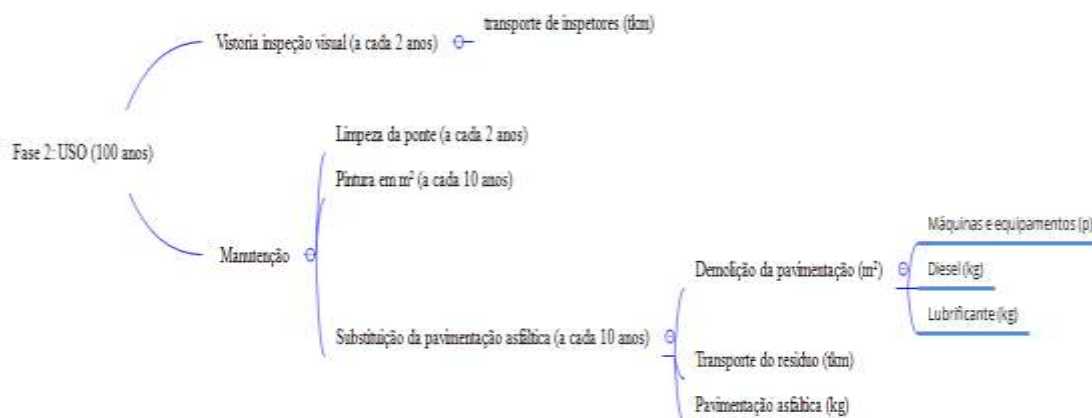 Fase 2: USO (100 anos)
Vistoria inspeção visual (a cada 2 anos)
transporte de inspetores (tkm)
Manutenção
Limpeza da ponte (a cada 2 anos)
Pintura em m² (a cada 10 anos)
Substituição da pavimentação asfáltica (a cada 10 anos)
Demolição da pavimentação (m²)
Máquinas e equipamentos (p)
Diesel (kg)
Lubrificante (kg)
Transporte do resíduo (tkm)
Pavimentação asfáltica (kg)